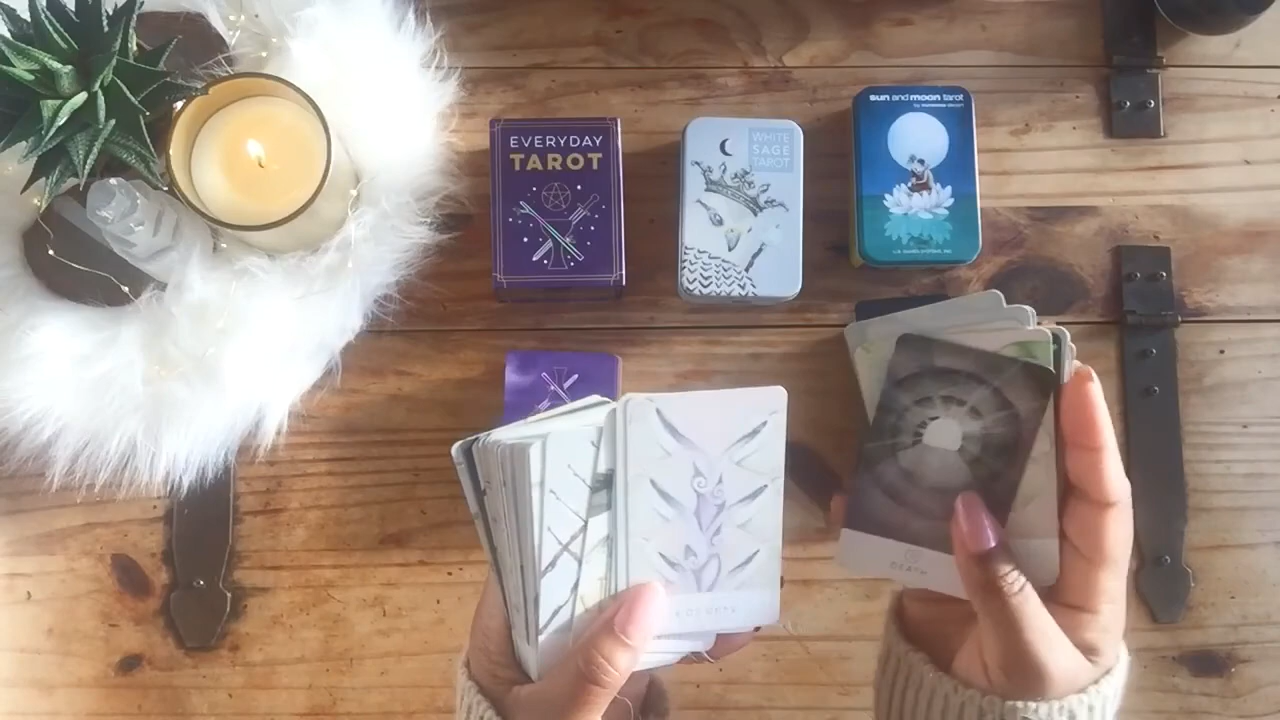 EVERYDAY
TAROT
WHITE
SAGE
TAROT
sun and moon tarot
DEATH